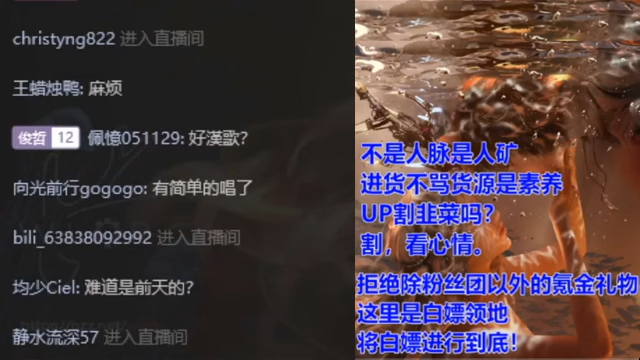 christyng822 进入直播间
王蜡烛鸭: 麻烦
俊哲 12 佩憶051129: 好漢歌?
向光前行gogogo: 有简单的唱了
bili_63838092992 进入直播间
均少Ciel: 难道是前天的?
静水流深57 进入直播间
不是人脉是人矿
进货不骂货源是素养
UP割韭菜吗?
割，看心情。
拒绝除粉丝团以外的氪金礼物
这里是白嫖领地
将白嫖进行到底!